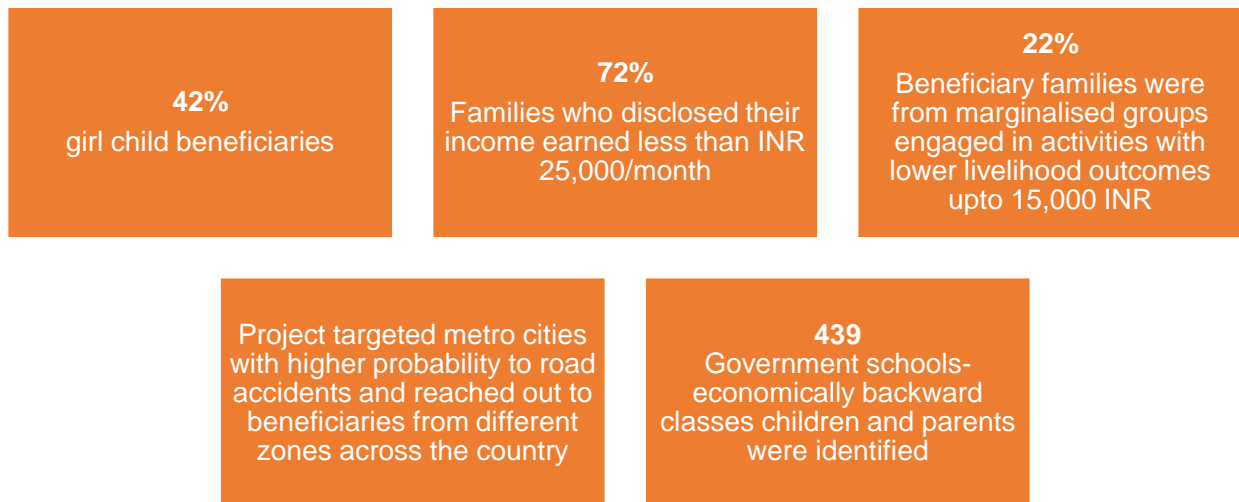 42%
girl child beneficiaries
72%
Families who disclosed their
income earned less than INR
25,000/month
22%
Beneficiary families were
from marginalised groups
engaged in activities with
lower livelihood outcomes
upto 15,000 INR
Project targeted metro cities
with higher probability to road
accidents and reached out to
beneficiaries from different
zones across the country
439
Government schools-
economically backward
classes children and parents
were identified